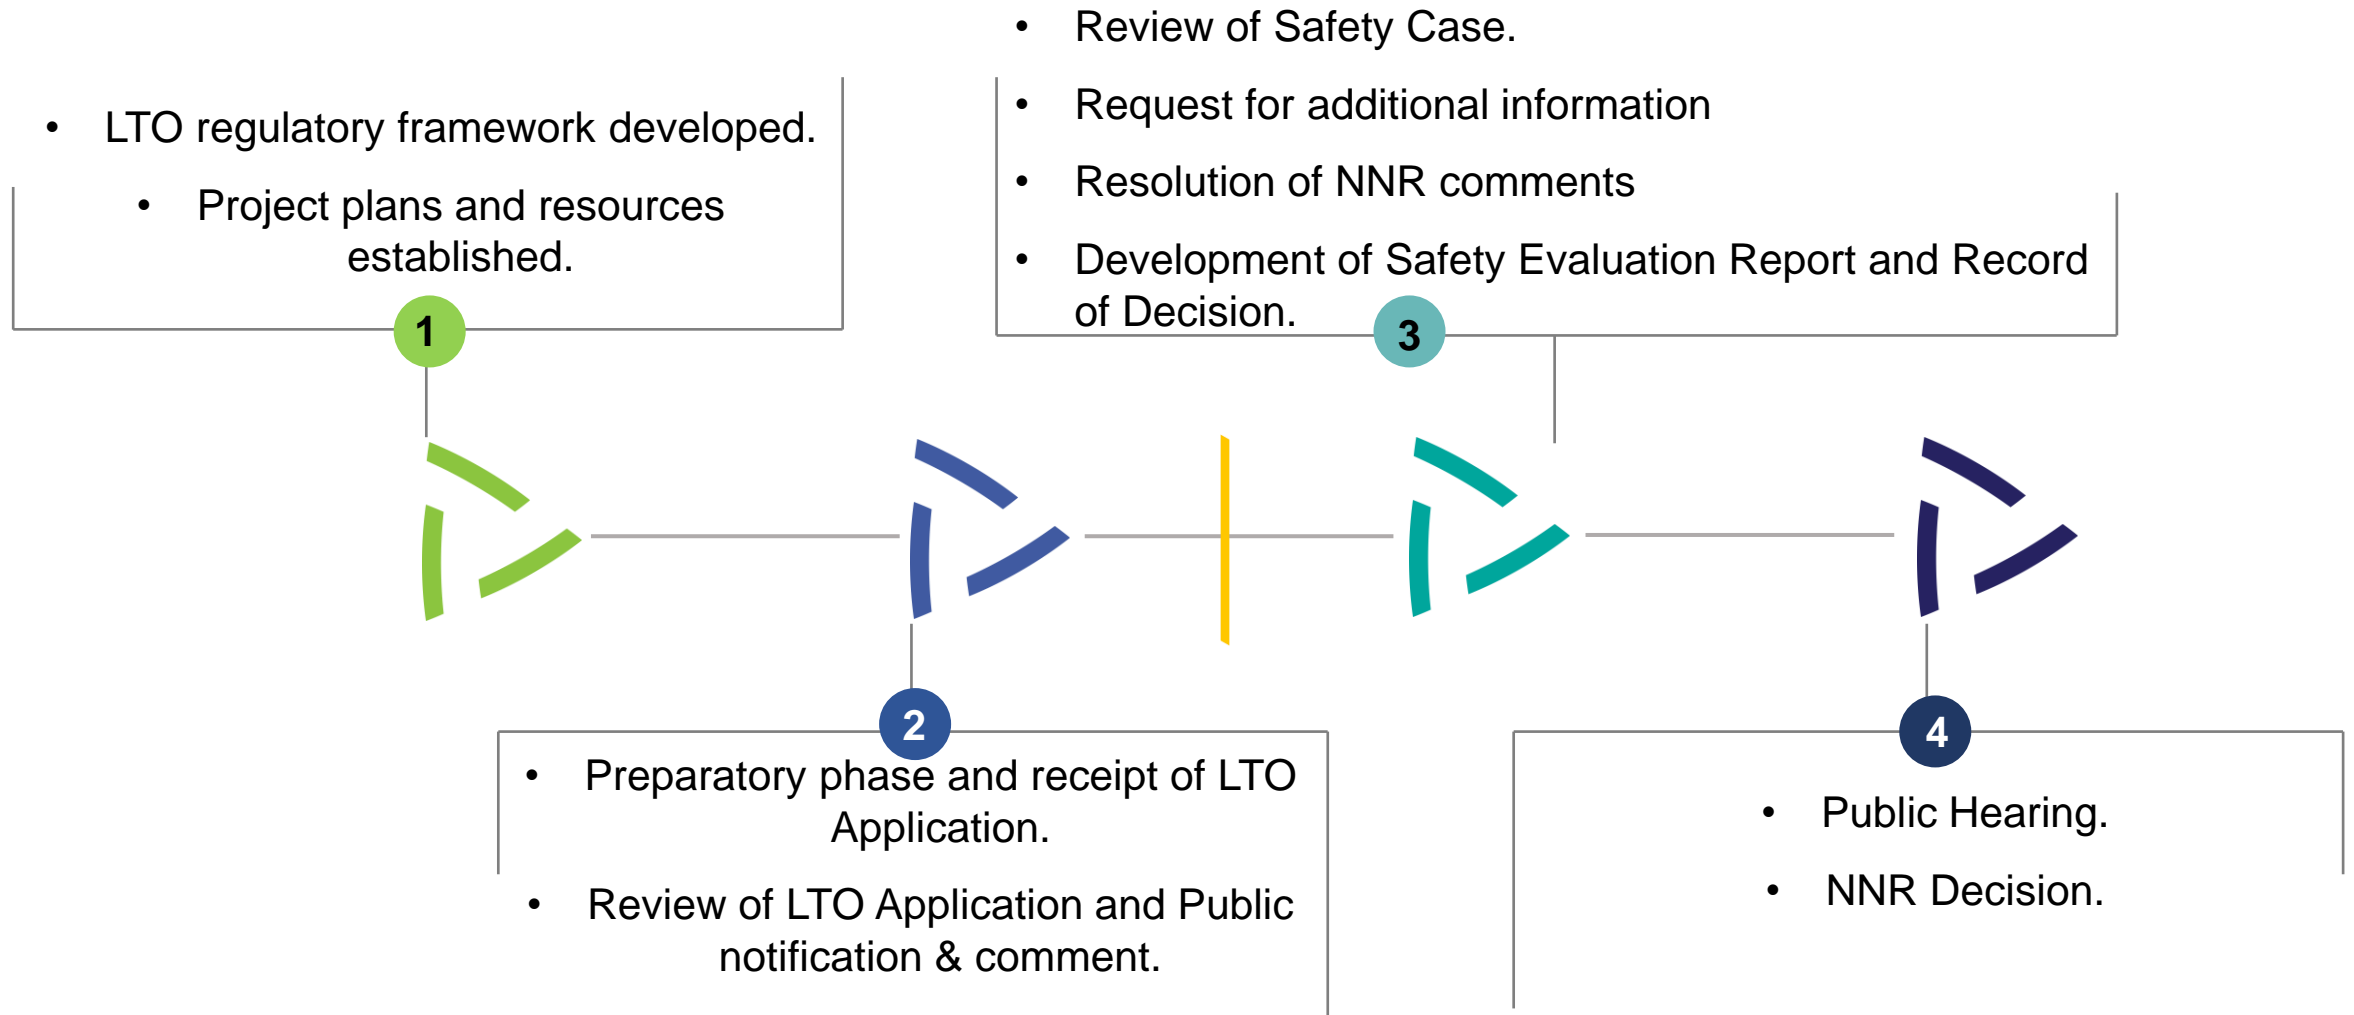 • LTO regulatory framework developed.
• Project plans and resources
established.
1
2
• Preparatory phase and receipt of LTO
Application.
• Review of LTO Application and Public
notification & comment.
• Review of Safety Case.
• Request for additional information
• Resolution of NNR comments
• Development of Safety Evaluation Report and Record
of Decision.
3
4
• Public Hearing.
• NNR Decision.